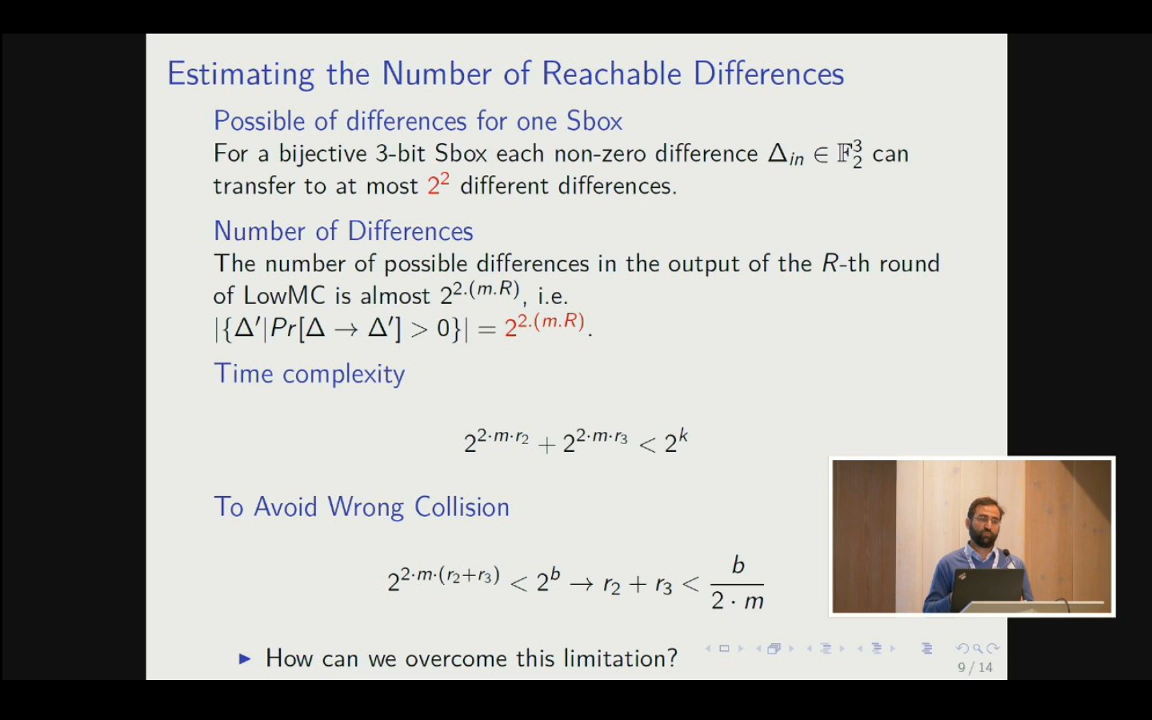 Estimating the Number of Reachable Differences
Possible of differences for one Sbox
For a bijective 3-bit Sbox each non-zero difference Δ_{in} ∈ 𝔽_2^3 can
transfer to at most 2^2 different differences.
Number of Differences
The number of possible differences in the output of the R-th round
of LowMC is almost 2^{2.(m.R)}, i.e.
|{Δ′|Pr[Δ → Δ′] > 0}| = 2^{2.(m.R)}.
Time complexity
2^{2·m·r_2} + 2^{2·m·r_3} < 2^k
To Avoid Wrong Collision
2^{2·m·(r_2+r_3)} < 2^b → r_2 + r_3 < \frac{b}{2 · m}
► How can we overcome this limitation?
9 / 14